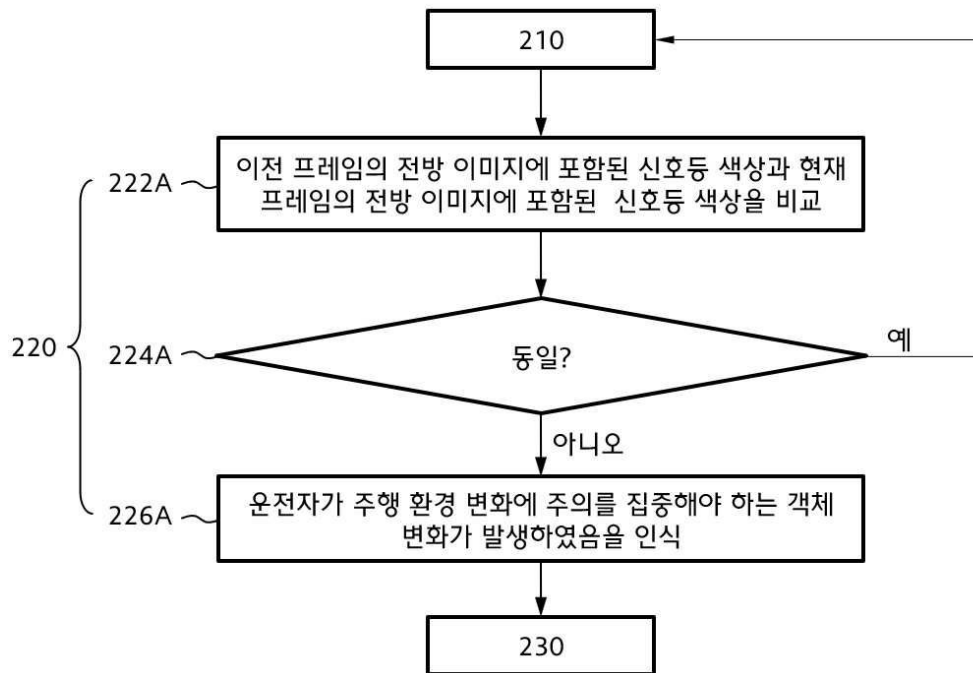 210
222A
이전 프레임의 전방 이미지에 포함된 신호등 색상과 현재
프레임의 전방 이미지에 포함된 신호등 색상을 비교
220
224A
동일?
예
아니오
226A
운전자가 주행 환경 변화에 주의를 집중해야 하는 객체
변화가 발생하였음을 인식
230